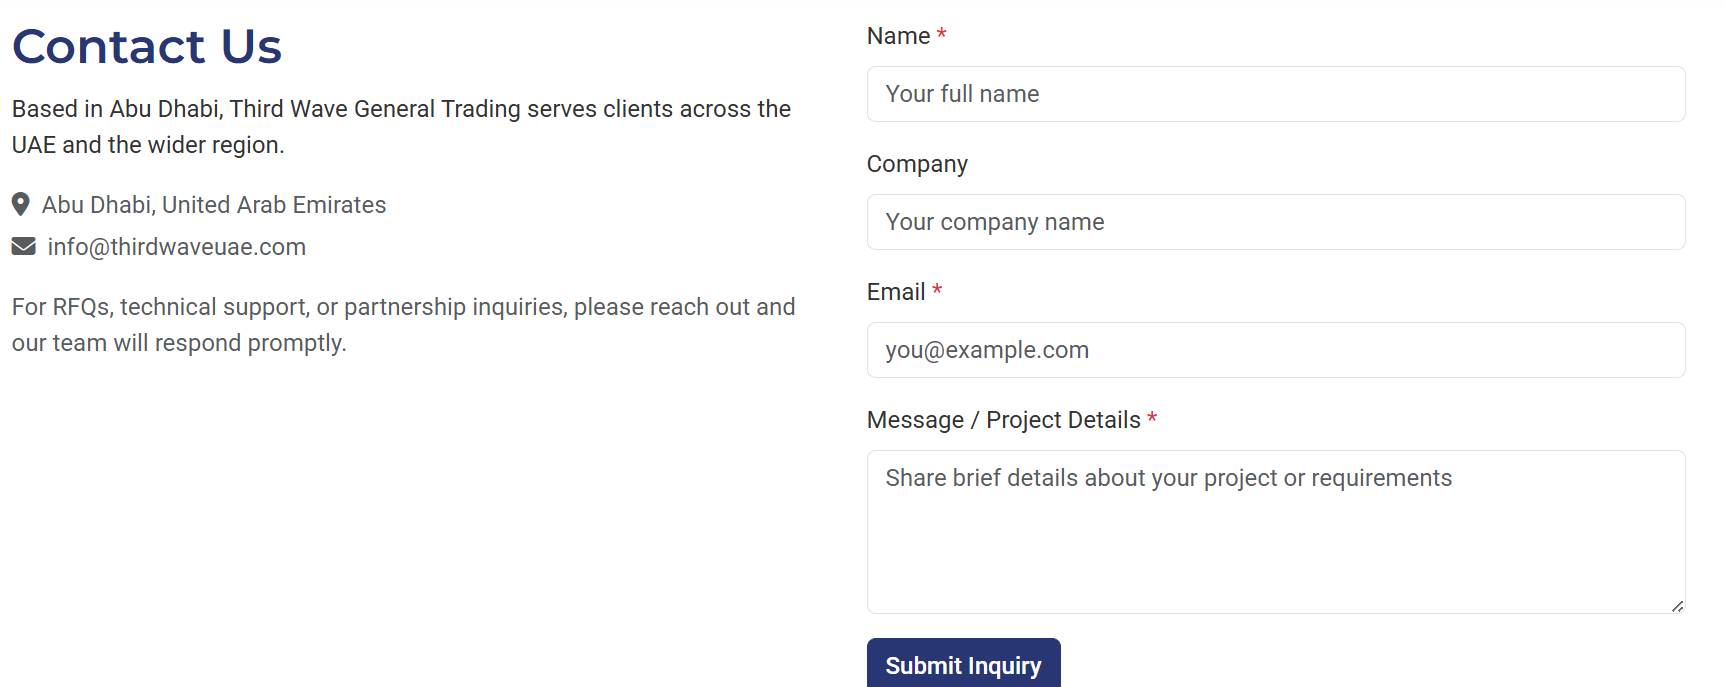 Contact Us
Based in Abu Dhabi, Third Wave General Trading serves clients across the
UAE and the wider region.
Abu Dhabi, United Arab Emirates
info@thirdwaveuae.com
For RFQs, technical support, or partnership inquiries, please reach out and
our team will respond promptly.
Name *
Your full name
Company
Your company name
Email *
you@example.com
Message / Project Details *
Share brief details about your project or requirements
Submit Inquiry